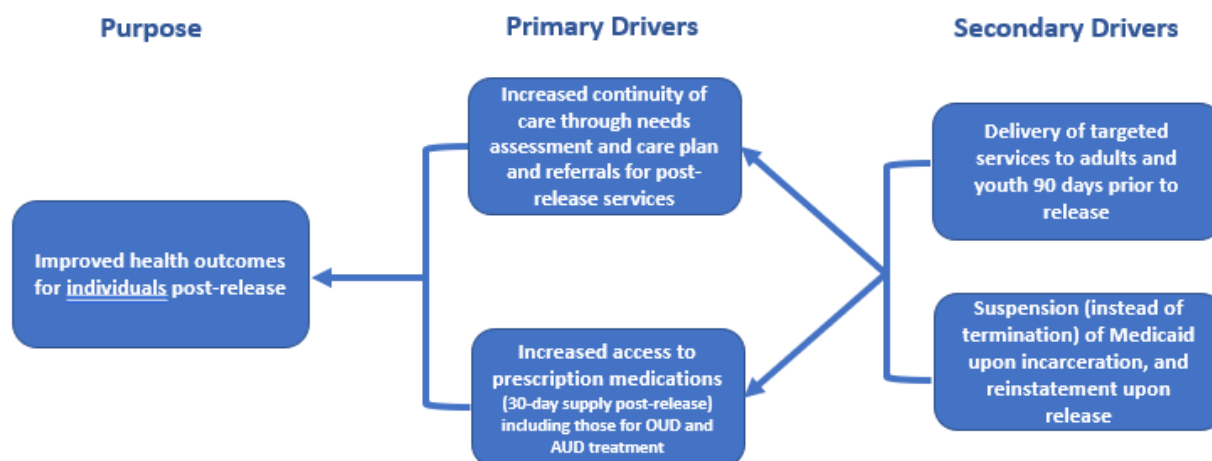 Purpose
Primary Drivers
Secondary Drivers
Improved health outcomes
for individuals post-release
Increased continuity of
care through needs
assessment and care plan
and referrals for post-
release services
Increased access to
prescription medications
(30-day supply post-release)
including those for OUD and
AUD treatment
Delivery of targeted
services to adults and
youth 90 days prior to
release
Suspension (instead of
termination) of Medicaid
upon incarceration, and
reinstatement upon
release